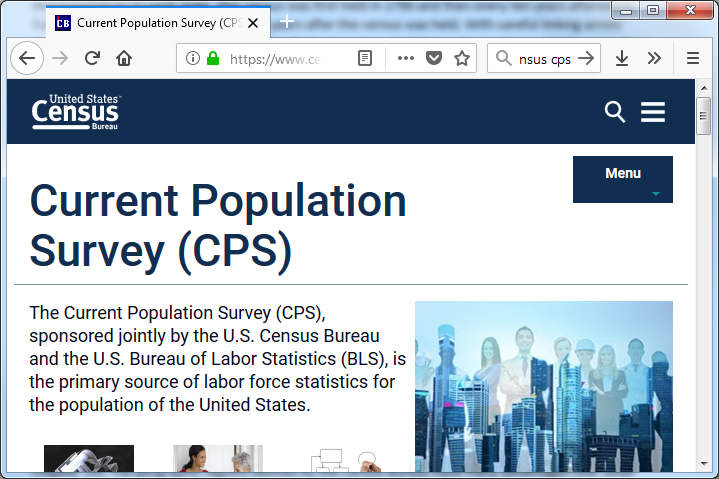 Current Population Survey (CPS
https://www.ce
nsus cps
United States™
Census
Bureau
Menu
Current Population
Survey (CPS)
The Current Population Survey (CPS),
sponsored jointly by the U.S. Census Bureau
and the U.S. Bureau of Labor Statistics (BLS), is
the primary source of labor force statistics for
the population of the United States.